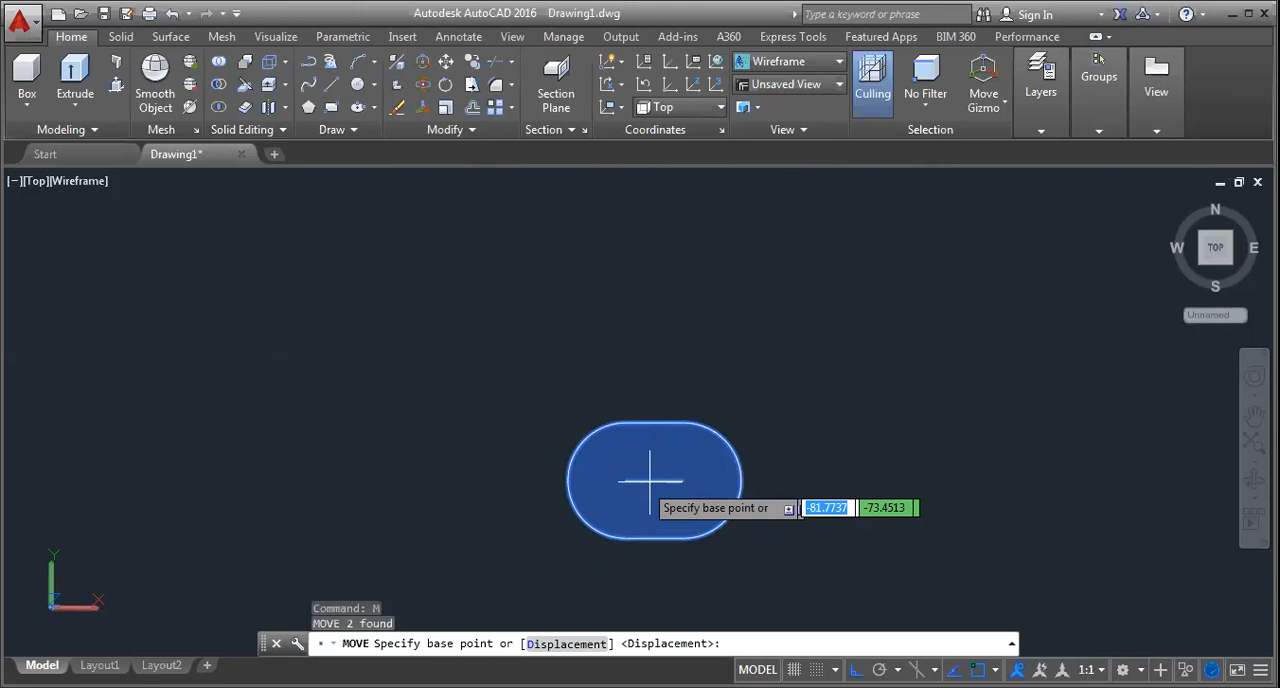 Autodesk AutoCAD 2016 Drawing1.dwg
Type a keyword or phrase
Sign In
Home Solid Surface Mesh Visualize Parametric Insert Annotate View Manage Output Add-ins A360 Express Tools Featured Apps BIM 360 Performance
Box
Extrude
Smooth
Object
Section
Plane
Wireframe
Unsaved View
Top
Culling
No Filter
Move
Gizmo
Layers
Groups
View
Modeling
Mesh
Solid Editing
Draw
Modify
Section
Coordinates
View
Selection
Start
Drawing1*
[−][Top][Wireframe]
N
W
TOP
E
S
Unnamed
Specify base point or
-81.7737
-73.4513
Y
X
Z
Command: M
MOVE 2 found
MOVE Specify base point or [Displacement] <Displacement>:
Model
Layout1
Layout2
MODEL
1:1